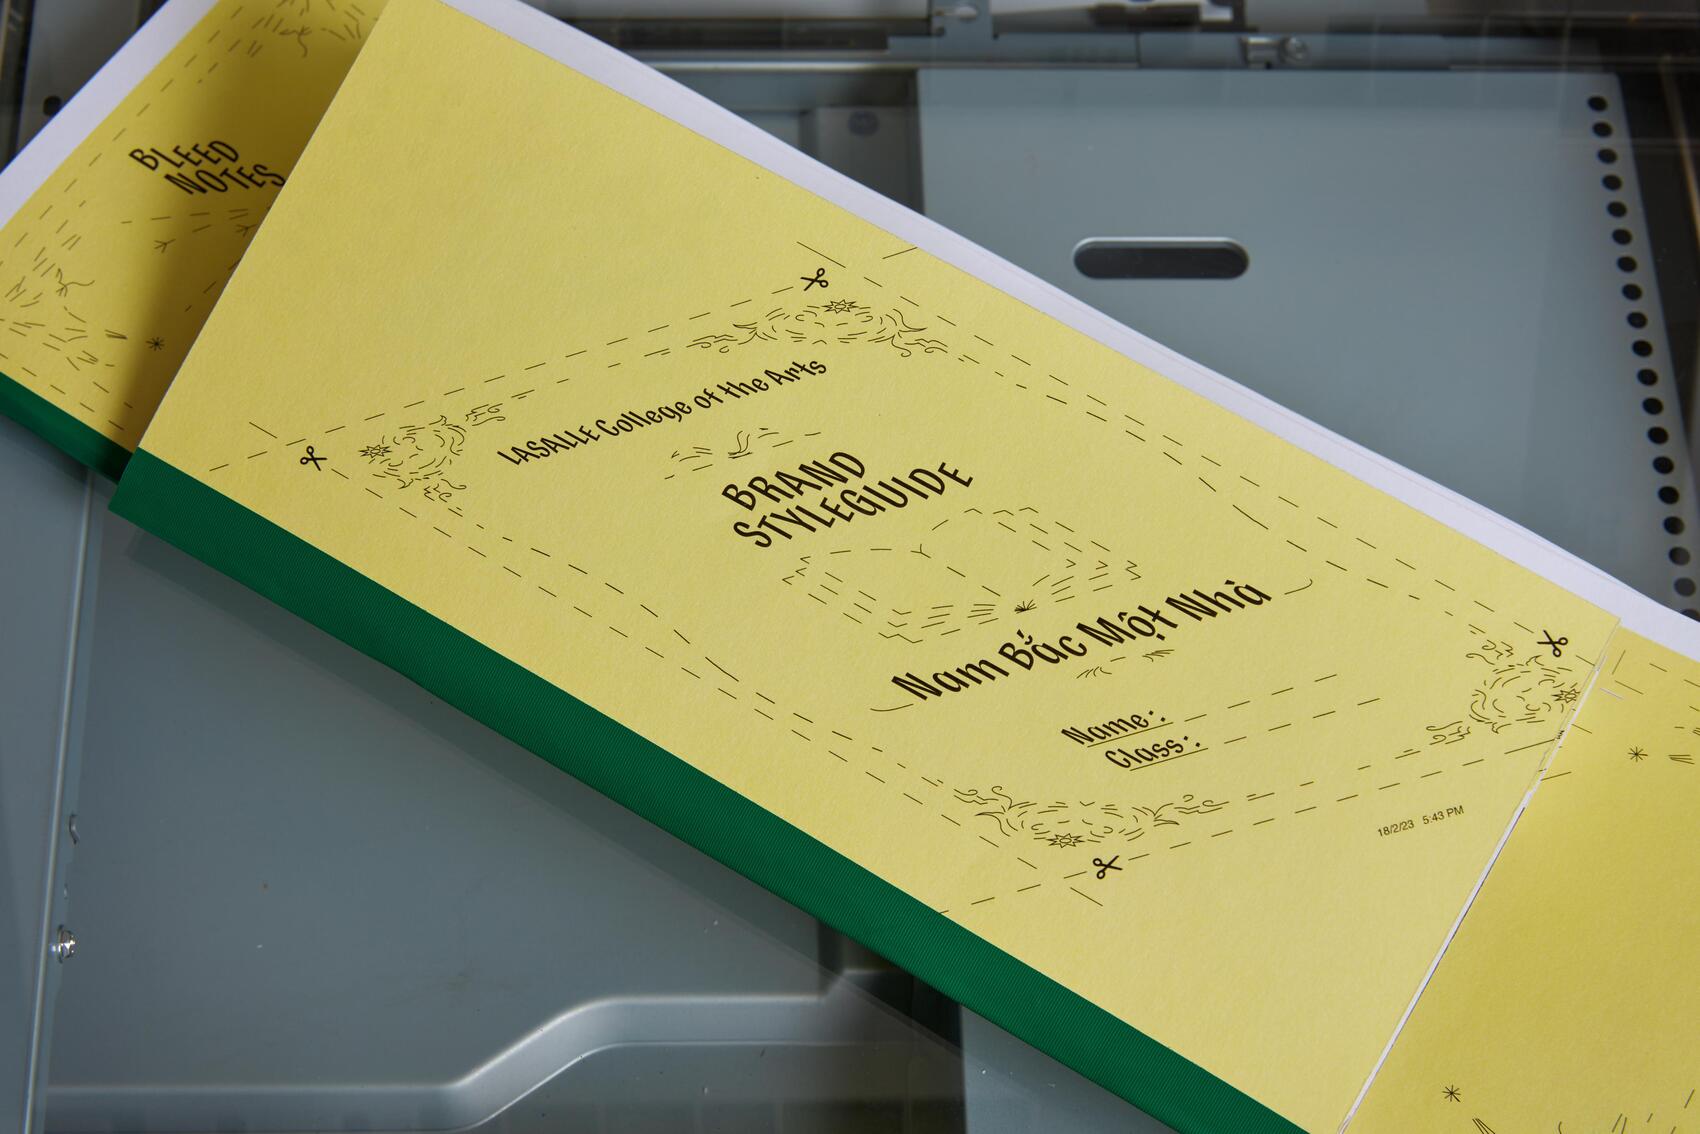 BLEED
NOTES
LASALLE College of the Arts
BRAND
STYLEGUIDE
Nam Bắc Một Nhà
Name:
Class:
18/2/23 5:43 PM